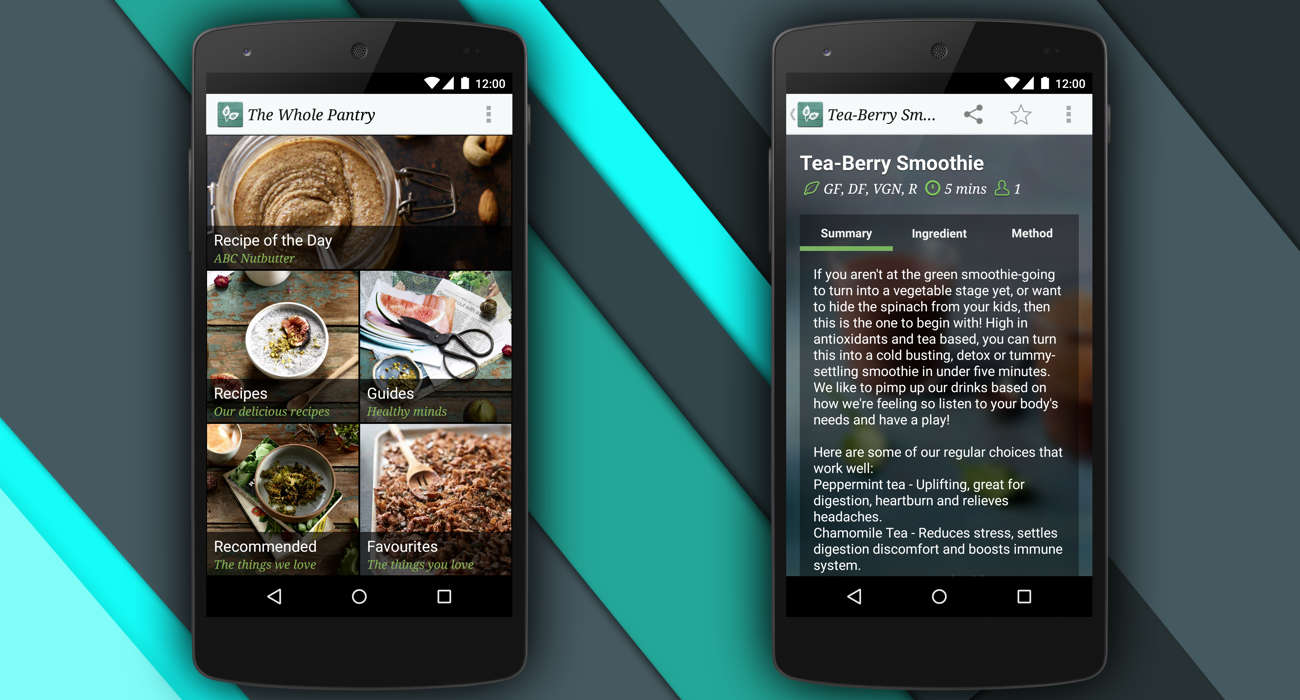 12:00
The Whole Pantry
Recipe of the Day
ABC Nutbutter
Recipes
Our delicious recipes
Guides
Healthy minds
Recommended
The things we love
Favourites
The things you love
12:00
Tea-Berry Sm...
Tea-Berry Smoothie
GF, DF, VGN, R 5 mins 1
Summary Ingredient Method
If you aren't at the green smoothie-going
to turn into a vegetable stage yet, or want
to hide the spinach from your kids, then
this is the one to begin with! High in
antioxidants and tea based, you can turn
this into a cold busting, detox or tummy-
settling smoothie in under five minutes.
We like to pimp up our drinks based on
how we're feeling so listen to your body's
needs and have a play!
Here are some of our regular choices that
work well:
Peppermint tea - Uplifting, great for
digestion, heartburn and relieves
headaches.
Chamomile Tea - Reduces stress, settles
digestion discomfort and boosts immune
system.